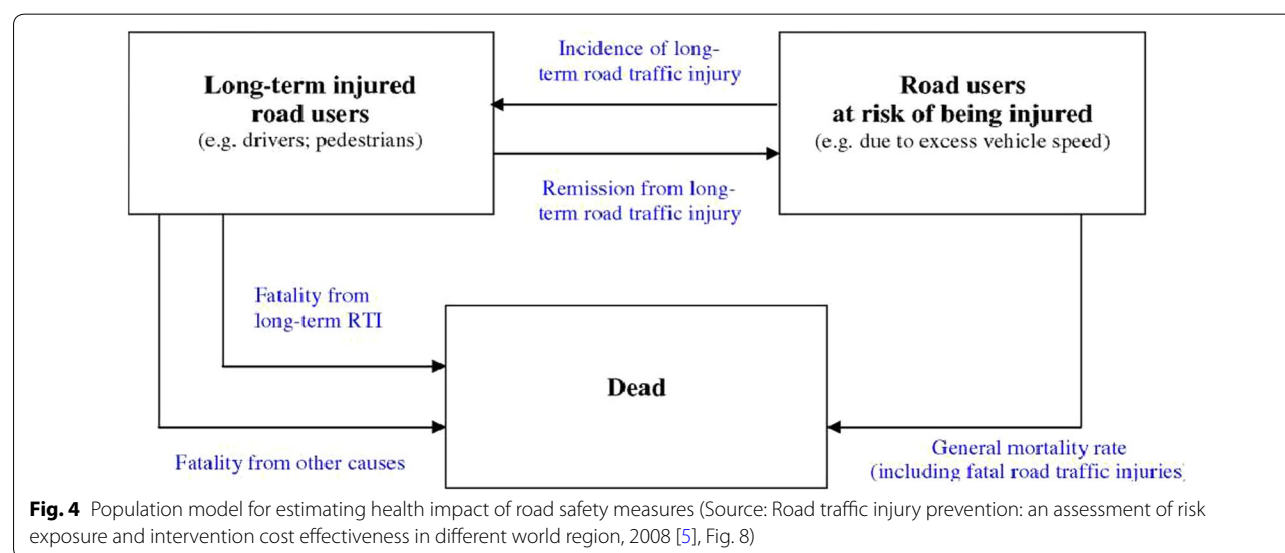 Long-term injured
road users
(e.g. drivers; pedestrians)
Incidence of long-
term road traffic injury
Road users
at risk of being injured
(e.g. due to excess vehicle speed)
Remission from long-
term road traffic injury
Fatality from
long-term RTI
Dead
Fatality from other causes
General mortality rate
(including fatal road traffic injuries)
Fig. 4 Population model for estimating health impact of road safety measures (Source: Road traffic injury prevention: an assessment of risk
exposure and intervention cost effectiveness in different world region, 2008 [5], Fig. 8)